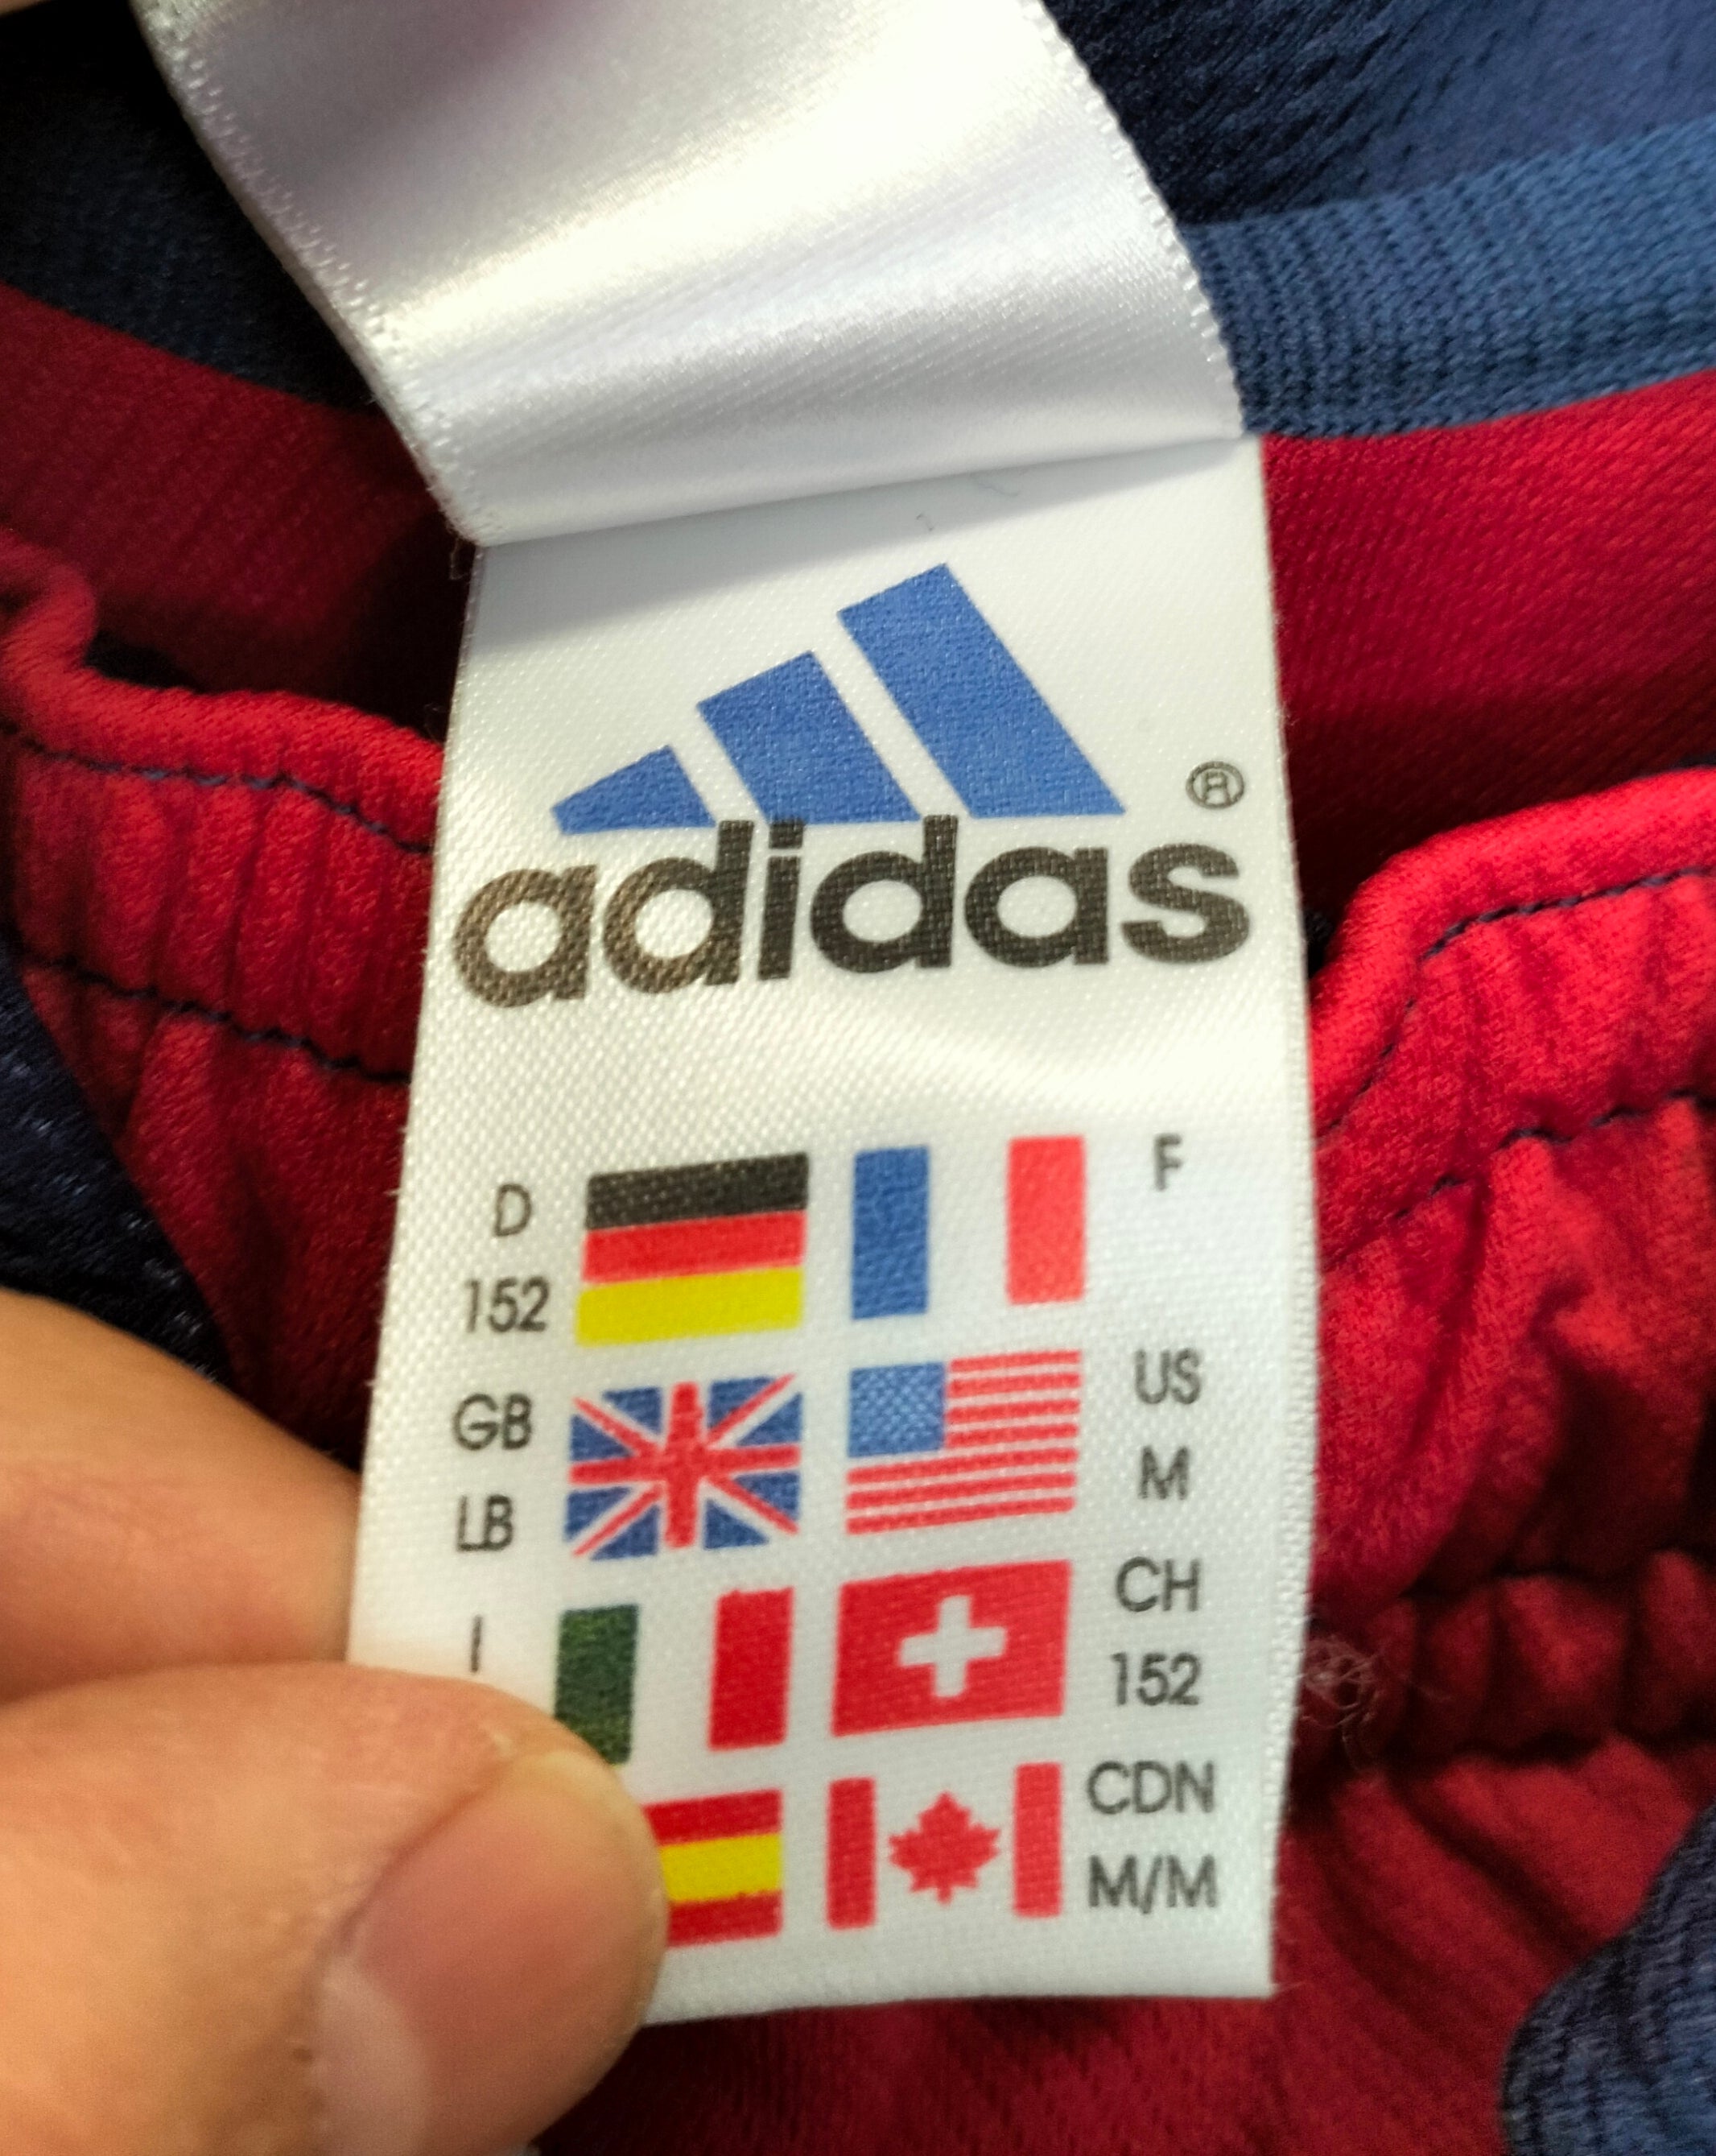 adidas®
D F
152
GB US
LB M
I CH
152
CDN
M/M